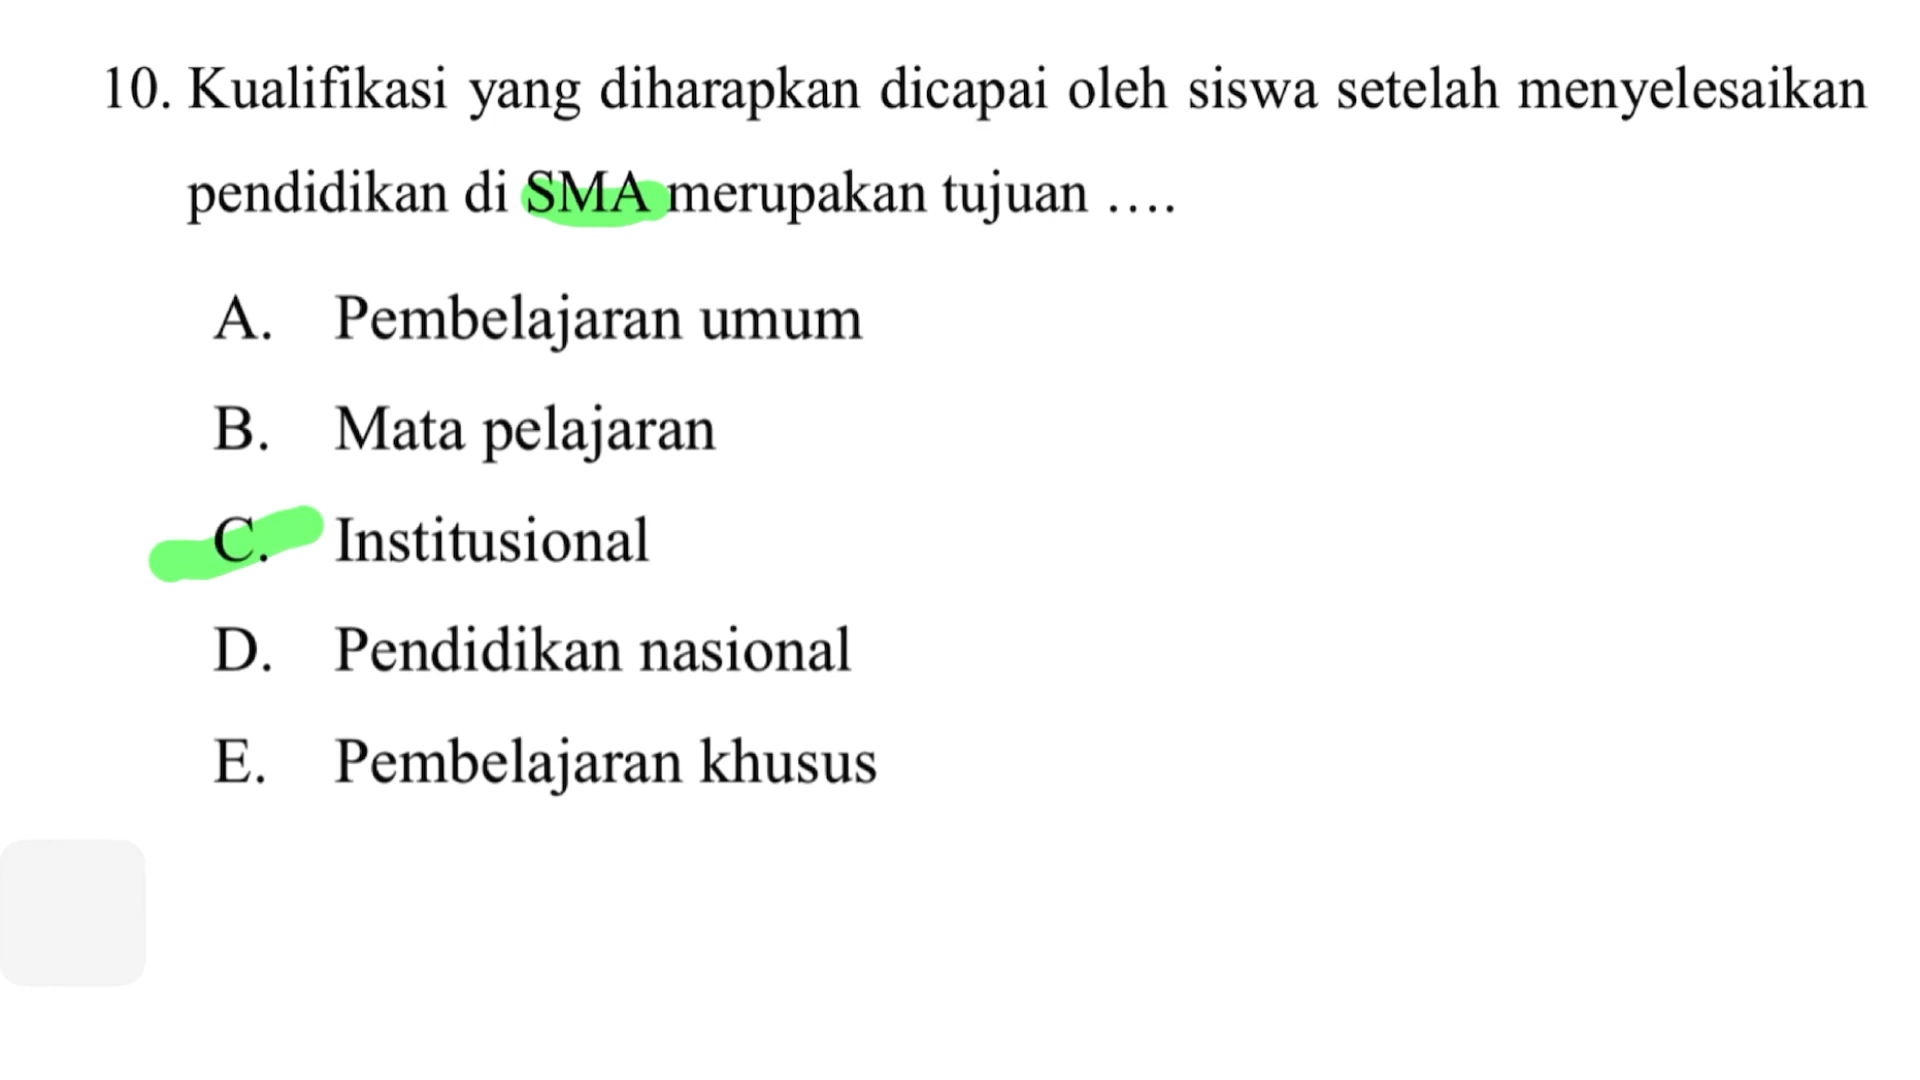 10. Kualifikasi yang diharapkan dicapai oleh siswa setelah menyelesaikan
pendidikan di SMA merupakan tujuan ….
A. Pembelajaran umum
B. Mata pelajaran
C. Institusional
D. Pendidikan nasional
E. Pembelajaran khusus